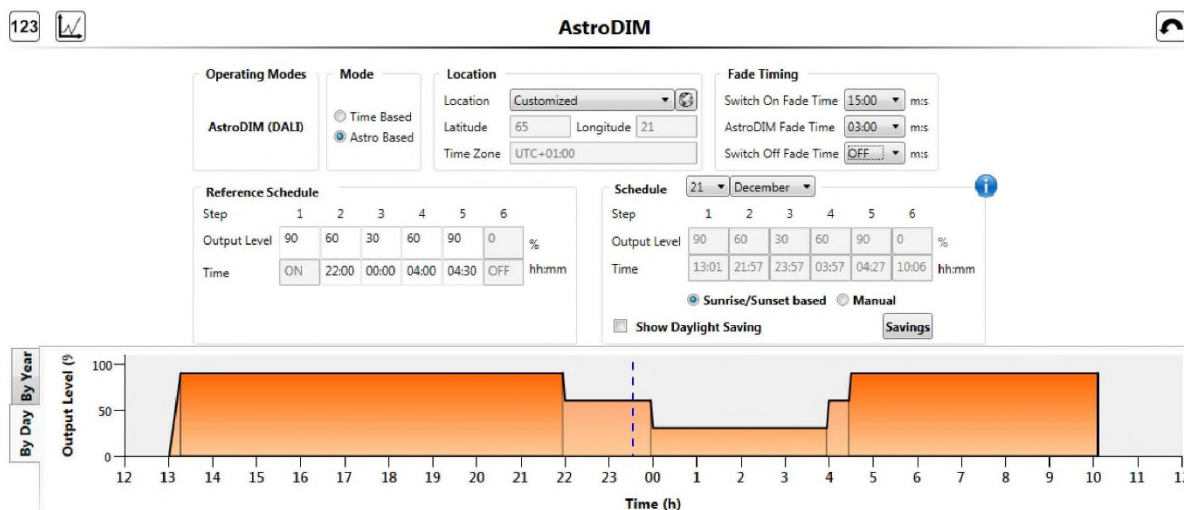 123
AstroDIM
Operating Modes
AstroDIM (DALI)
Mode
Time Based
Astro Based
Location
Location Customized
Latitude 65 Longitude 21
Time Zone UTC+01:00
Fade Timing
Switch On Fade Time 15:00 m:s
AstroDIM Fade Time 03:00 m:s
Switch Off Fade Time OFF m:s
Reference Schedule
Step 1 2 3 4 5 6
Output Level 90 60 30 60 90 0 %
Time ON 22:00 00:00 04:00 04:30 OFF hh:mm
Schedule 21 December
i
Step 1 2 3 4 5 6
Output Level 90 60 30 60 90 0 %
Time 13:01 21:57 23:57 03:57 04:27 10:06 hh:mm
Sunrise/Sunset based Manual
Show Daylight Saving Savings
By Year
By Day
Output Level (%
100
50
0
12 13 14 15 16 17 18 19 20 21 22 23 00 1 2 3 4 5 6 7 8 9 10 11 12
Time (h)